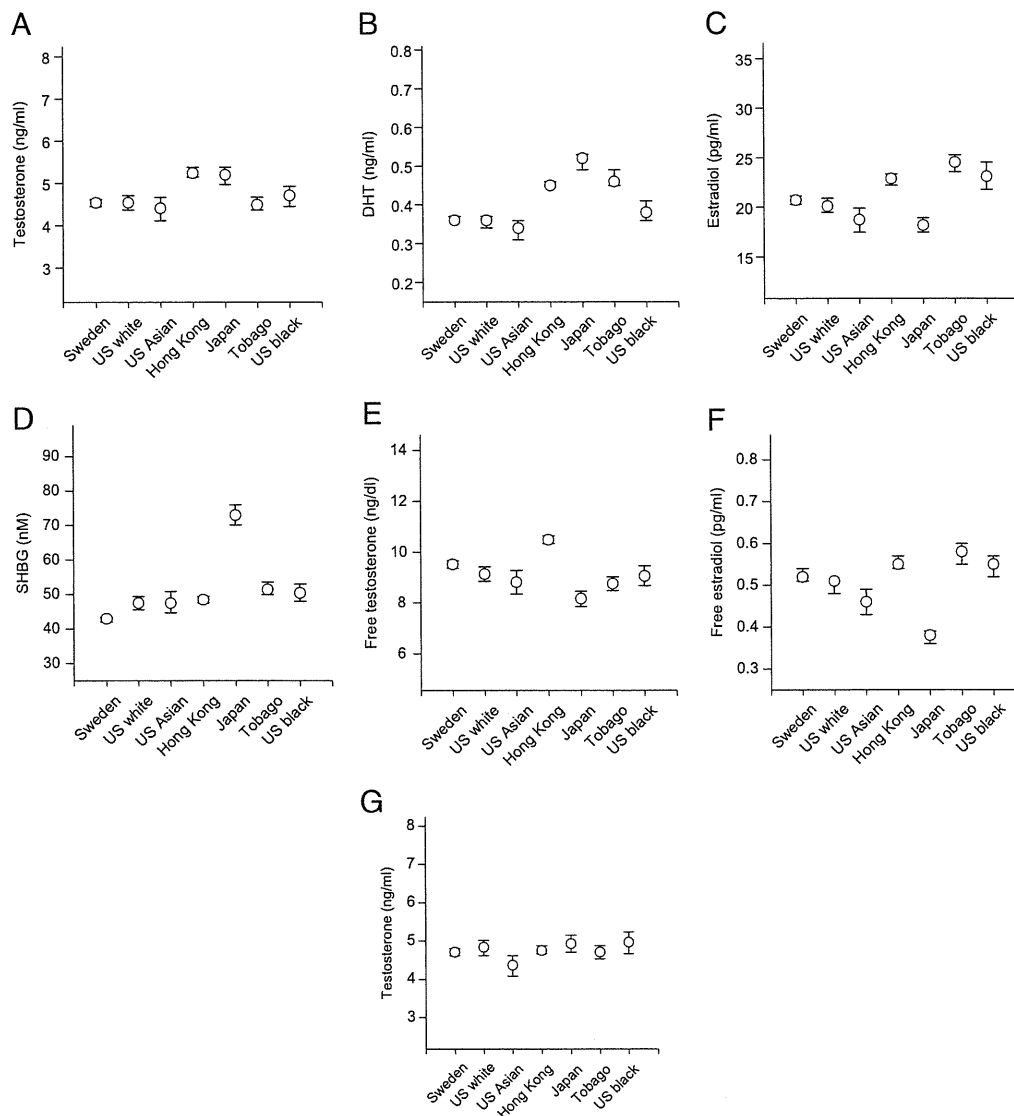 A
Testosterone (ng/ml)
8
7
6
5
4
3
Sweden
US white
US Asian
Hong Kong
Japan
Tobago
US black
B
DHT (ng/ml)
0.8
0.7
0.6
0.5
0.4
0.3
0.2
Sweden
US white
US Asian
Hong Kong
Japan
Tobago
US black
C
Estradiol (pg/ml)
35
25
20
15
Sweden
US white
US Asian
Hong Kong
Japan
Tobago
US black
D
SHBG (nM)
90
80
70
60
50
40
30
Sweden
US white
US Asian
Hong Kong
Japan
Tobago
US black
E
Free testosterone (ng/dl)
14
12
10
8
6
Sweden
US white
US Asian
Hong Kong
Japan
Tobago
US black
F
Free estradiol (pg/ml)
0.8
0.6
0.5
0.4
0.3
Sweden
US white
US Asian
Hong Kong
Japan
Tobago
US black
G
Testosterone (ng/ml)
8
7
6
5
4
3
Sweden
US white
US Asian
Hong Kong
Japan
Tobago
US black